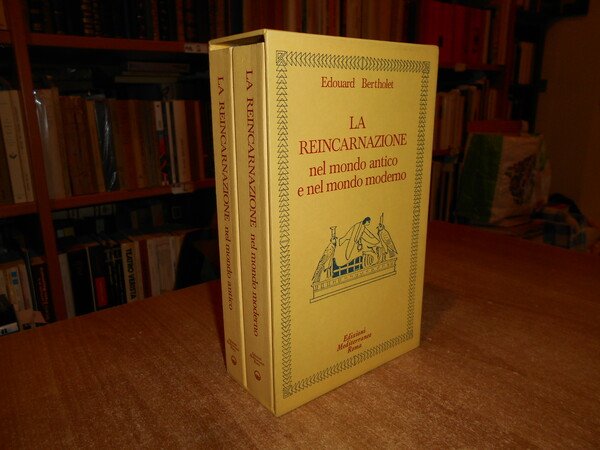 LA REINCARNAZIONE nel mondo antico
LA REINCARNAZIONE nel mondo moderno
Edouard Bertholet
LA
REINCARNAZIONE
nel mondo antico
e nel mondo moderno
Edizioni
Mediterranee
Roma